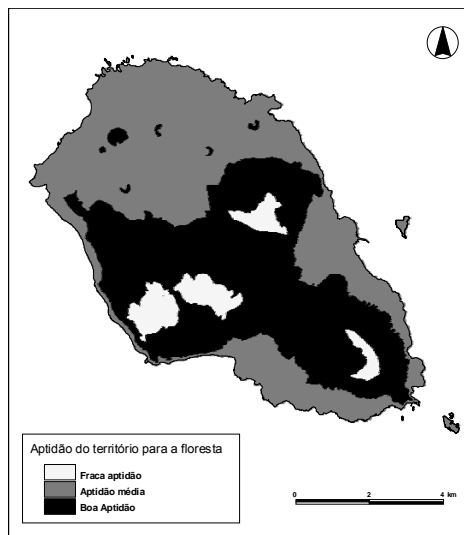 Aptidão do território para a floresta
Fraca aptidão
Aptidão média
Boa Aptidão
0 2 4 km